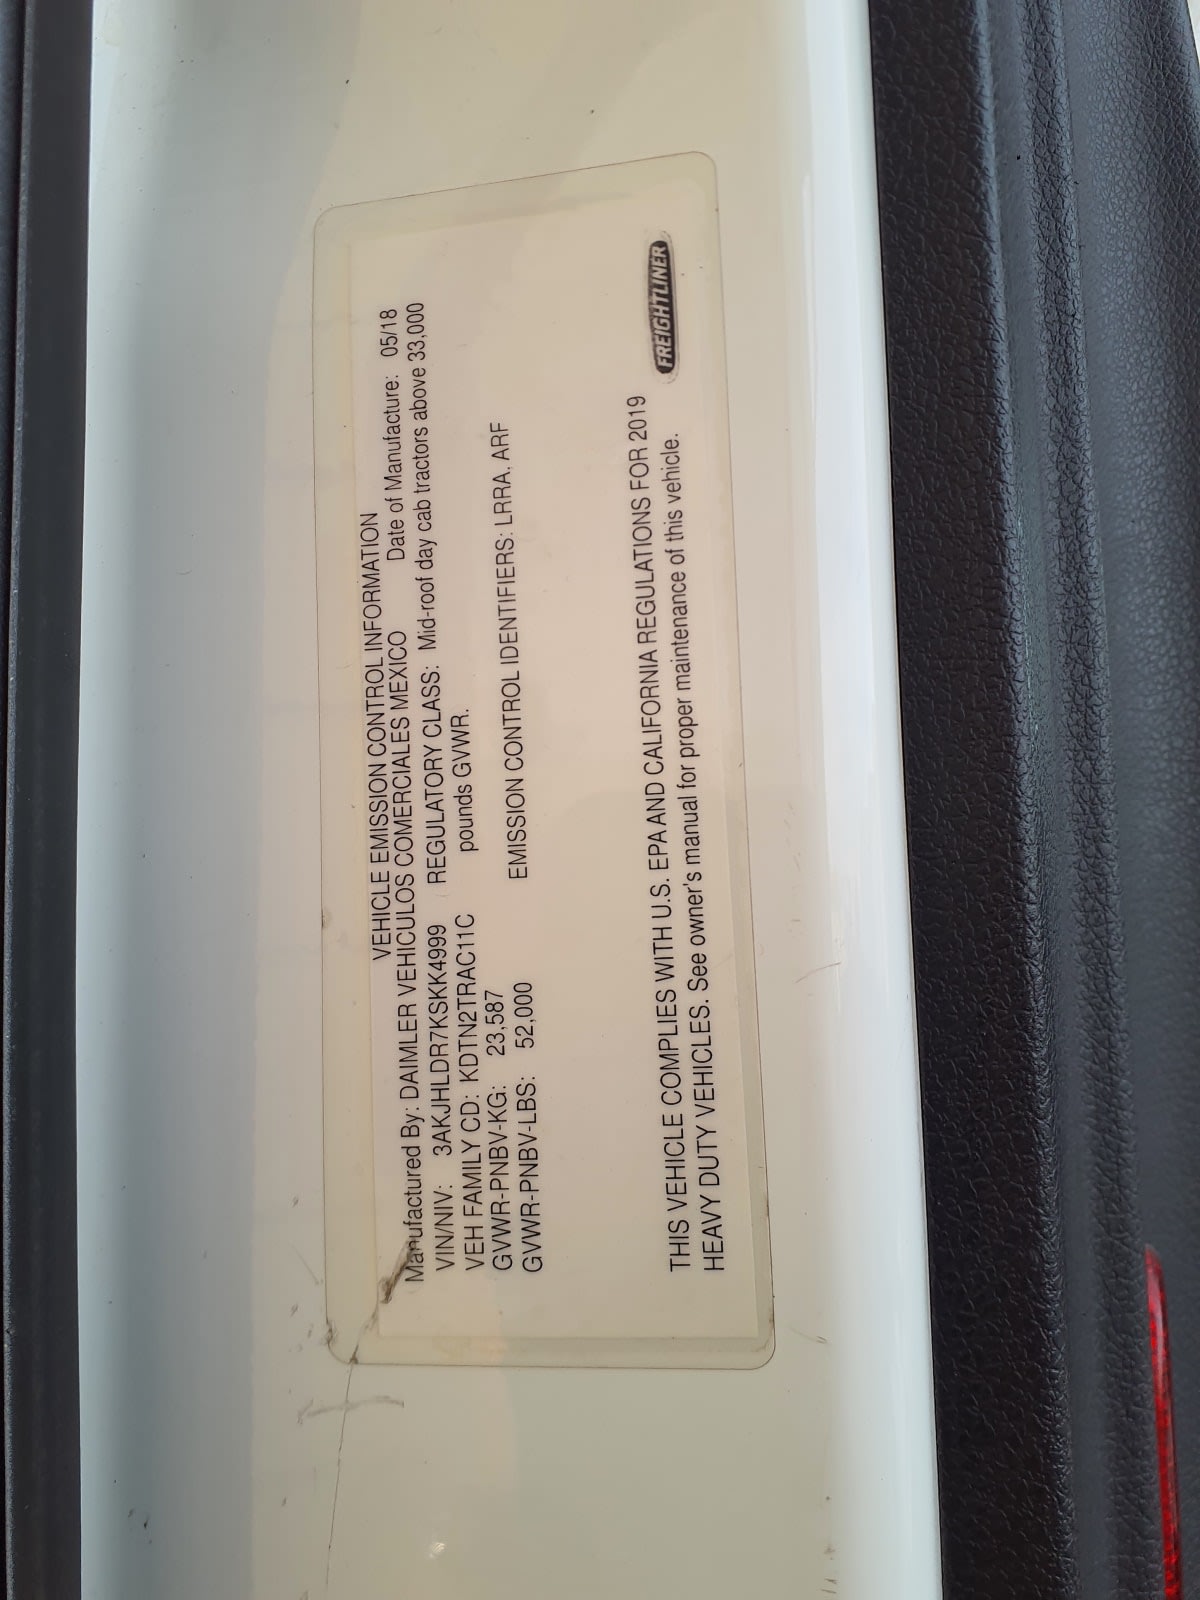 VEHICLE EMISSION CONTROL INFORMATION
Manufactured By: DAIMLER VEHICULOS COMERCIALES MEXICO Date of Manufacture: 05/18
VIN/NIV: 3AKJHLDR7KSKK4999 REGULATORY CLASS: Mid-roof day cab tractors above 33,000
VEH FAMILY CD: KDTN2TRAC11C pounds GVWR.
GVWR-PNBV-KG: 23,587
GVWR-PNBV-LBS: 52,000 EMISSION CONTROL IDENTIFIERS: LRRA, ARF
THIS VEHICLE COMPLIES WITH U.S. EPA AND CALIFORNIA REGULATIONS FOR 2019
HEAVY DUTY VEHICLES. See owner's manual for proper maintenance of this vehicle.
FREIGHTLINER